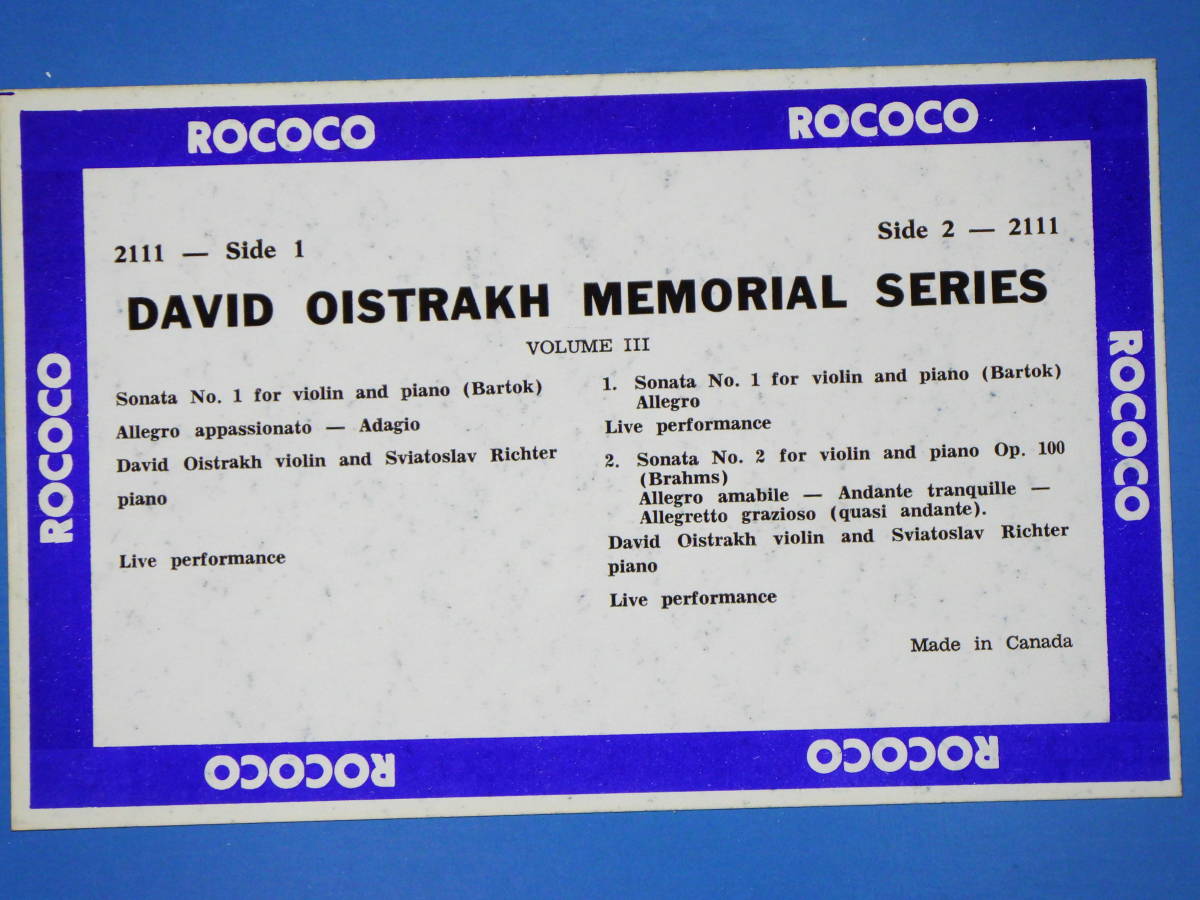 ROCOCO
ROCOCO
2111 — Side 1
Side 2 — 2111
DAVID OISTRAKH MEMORIAL SERIES
VOLUME III
Sonata No. 1 for violin and piano (Bartok)
Allegro appassionato — Adagio
David Oistrakh violin and Sviatoslav Richter
piano
Live performance
1. Sonata No. 1 for violin and piano (Bartok)
Allegro
Live performance
2. Sonata No. 2 for violin and piano Op. 100
(Brahms)
Allegro amabile — Andante tranquille —
Allegretto grazioso (quasi andante).
David Oistrakh violin and Sviatoslav Richter
piano
Live performance
Made in Canada
ROCOCO
ROCOCO
ROCOCO
ROCOCO